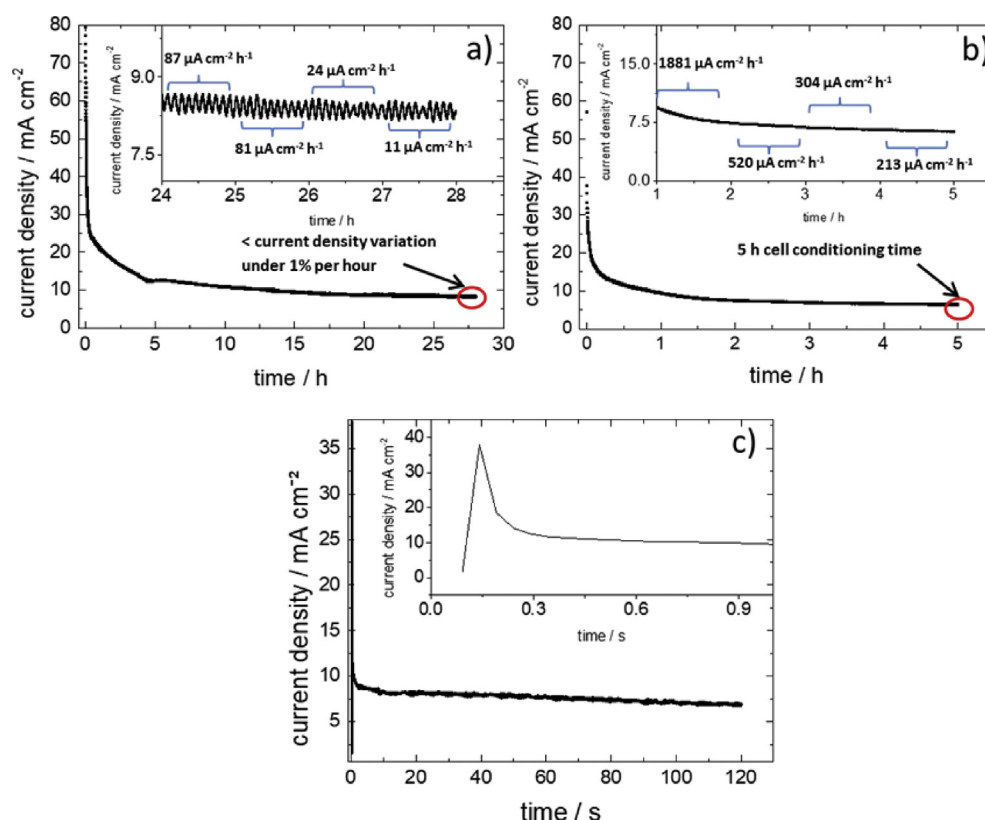 a)
80
70
60
50
40
30
20
10
0
current density / mA cm⁻²
0 5 10 15 20 25 30
time / h
9.0
7.5
current density / mA cm⁻²
24 25 26 27 28
time / h
87 µA cm⁻² h⁻¹
24 µA cm⁻² h⁻¹
81 µA cm⁻² h⁻¹
11 µA cm⁻² h⁻¹
< current density variation
under 1% per hour
b)
80
70
60
50
40
30
20
10
0
current density / mA cm⁻²
0 1 2 3 4 5
time / h
15.0
7.5
0.0
current density / mA cm⁻²
1 2 3 4 5
time / h
1881 µA cm⁻² h⁻¹
304 µA cm⁻² h⁻¹
520 µA cm⁻² h⁻¹
213 µA cm⁻² h⁻¹
5 h cell conditioning time
c)
35
30
25
20
15
10
5
current density / mA cm⁻²
0 20 40 60 80 100 120
time / s
40
30
20
10
0
current density / mA cm⁻²
0.0 0.3 0.6 0.9
time / s